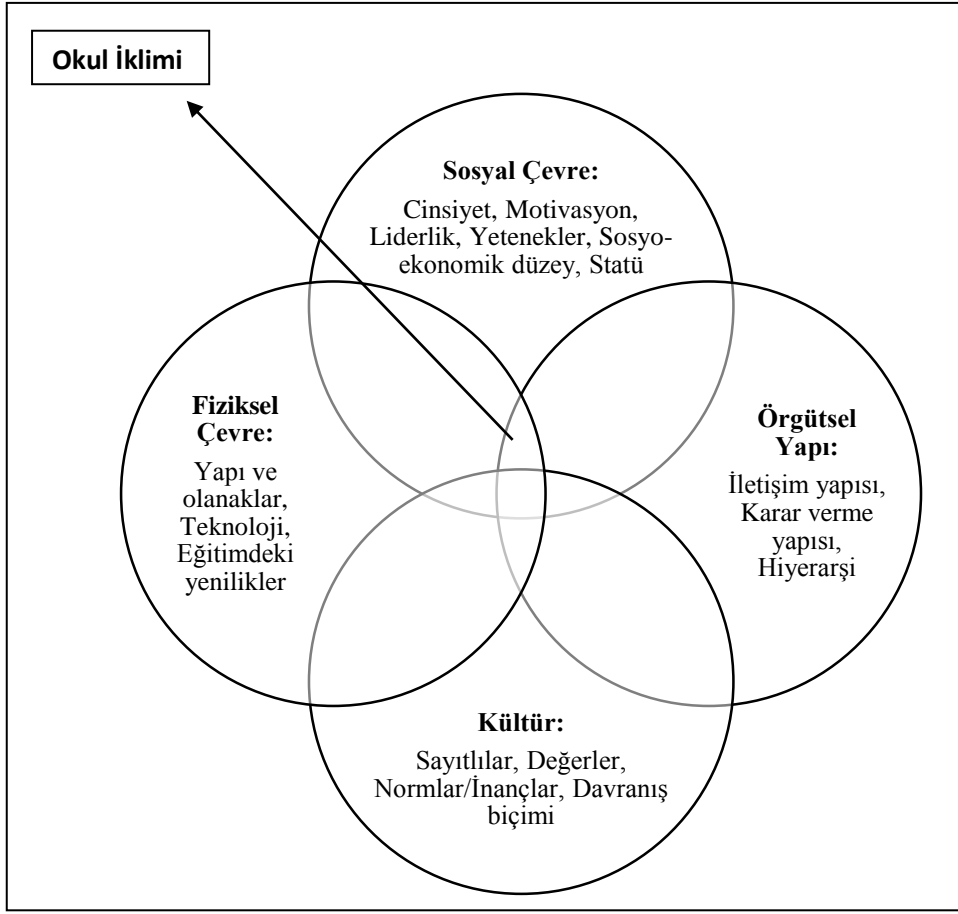 Okul İklimi
Sosyal Çevre:
Cinsiyet, Motivasyon,
Liderlik, Yetenekler, Sosyo-
ekonomik düzey, Statü
Fiziksel
Çevre:
Yapı ve
olanaklar,
Teknoloji,
Eğitimdeki
yenilikler
Örgütsel
Yapı:
İletişim yapısı,
Karar verme
yapısı,
Hiyerarşi
Kültür:
Sayıtlılar, Değerler,
Normlar/İnançlar, Davranış
biçimi